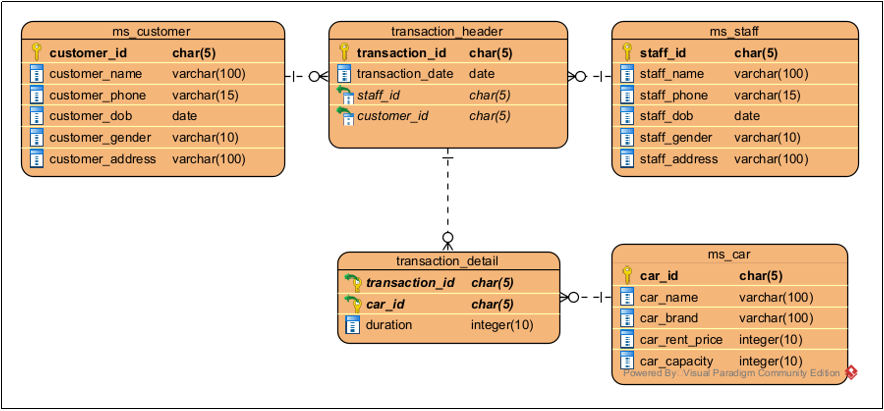 ms_customer
customer_id char(5)
customer_name varchar(100)
customer_phone varchar(15)
customer_dob date
customer_gender varchar(10)
customer_address varchar(100)
transaction_header
transaction_id char(5)
transaction_date date
staff_id char(5)
customer_id char(5)
ms_staff
staff_id char(5)
staff_name varchar(100)
staff_phone varchar(15)
staff_dob date
staff_gender varchar(10)
staff_address varchar(100)
transaction_detail
transaction_id char(5)
car_id char(5)
duration integer(10)
ms_car
car_id char(5)
car_name varchar(100)
car_brand varchar(100)
car_rent_price integer(10)
car_capacity integer(10)
Powered By: Visual Paradigm Community Edition